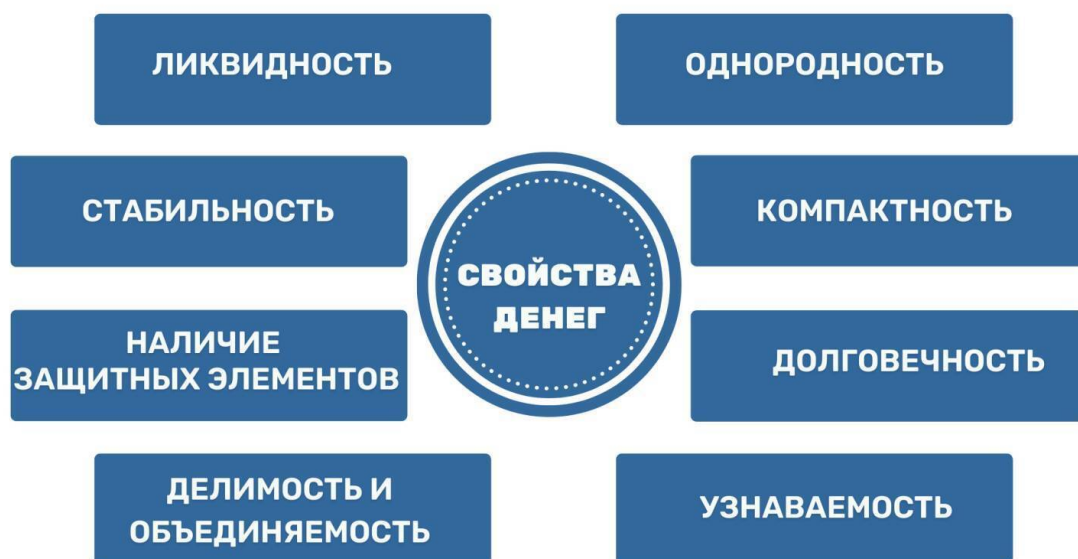 ЛИКВИДНОСТЬ
ОДНОРОДНОСТЬ
СТАБИЛЬНОСТЬ
КОМПАКТНОСТЬ
СВОЙСТВА
ДЕНЕГ
НАЛИЧИЕ
ЗАЩИТНЫХ ЭЛЕМЕНТОВ
ДОЛГОВЕЧНОСТЬ
ДЕЛИМОСТЬ И
ОБЪЕДИНЯЕМОСТЬ
УЗНАВАЕМОСТЬ